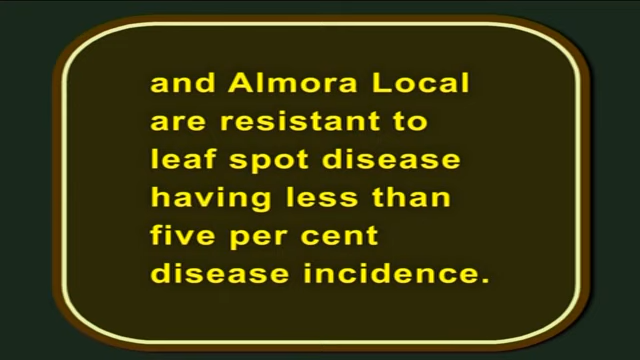 and Almora Local
are resistant to
leaf spot disease
having less than
five per cent
disease incidence.